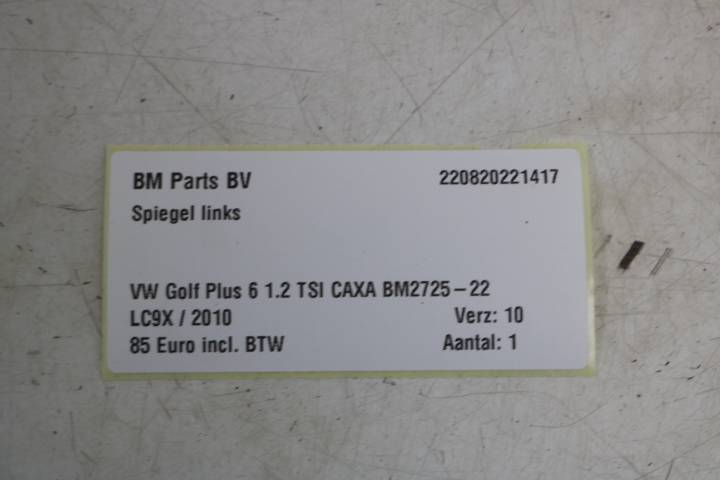 BM Parts BV 220820221417
Spiegel links
VW Golf Plus 6 1.2 TSI CAXA BM2725-22
LC9X / 2010 Verz: 10
85 Euro incl. BTW Aantal: 1